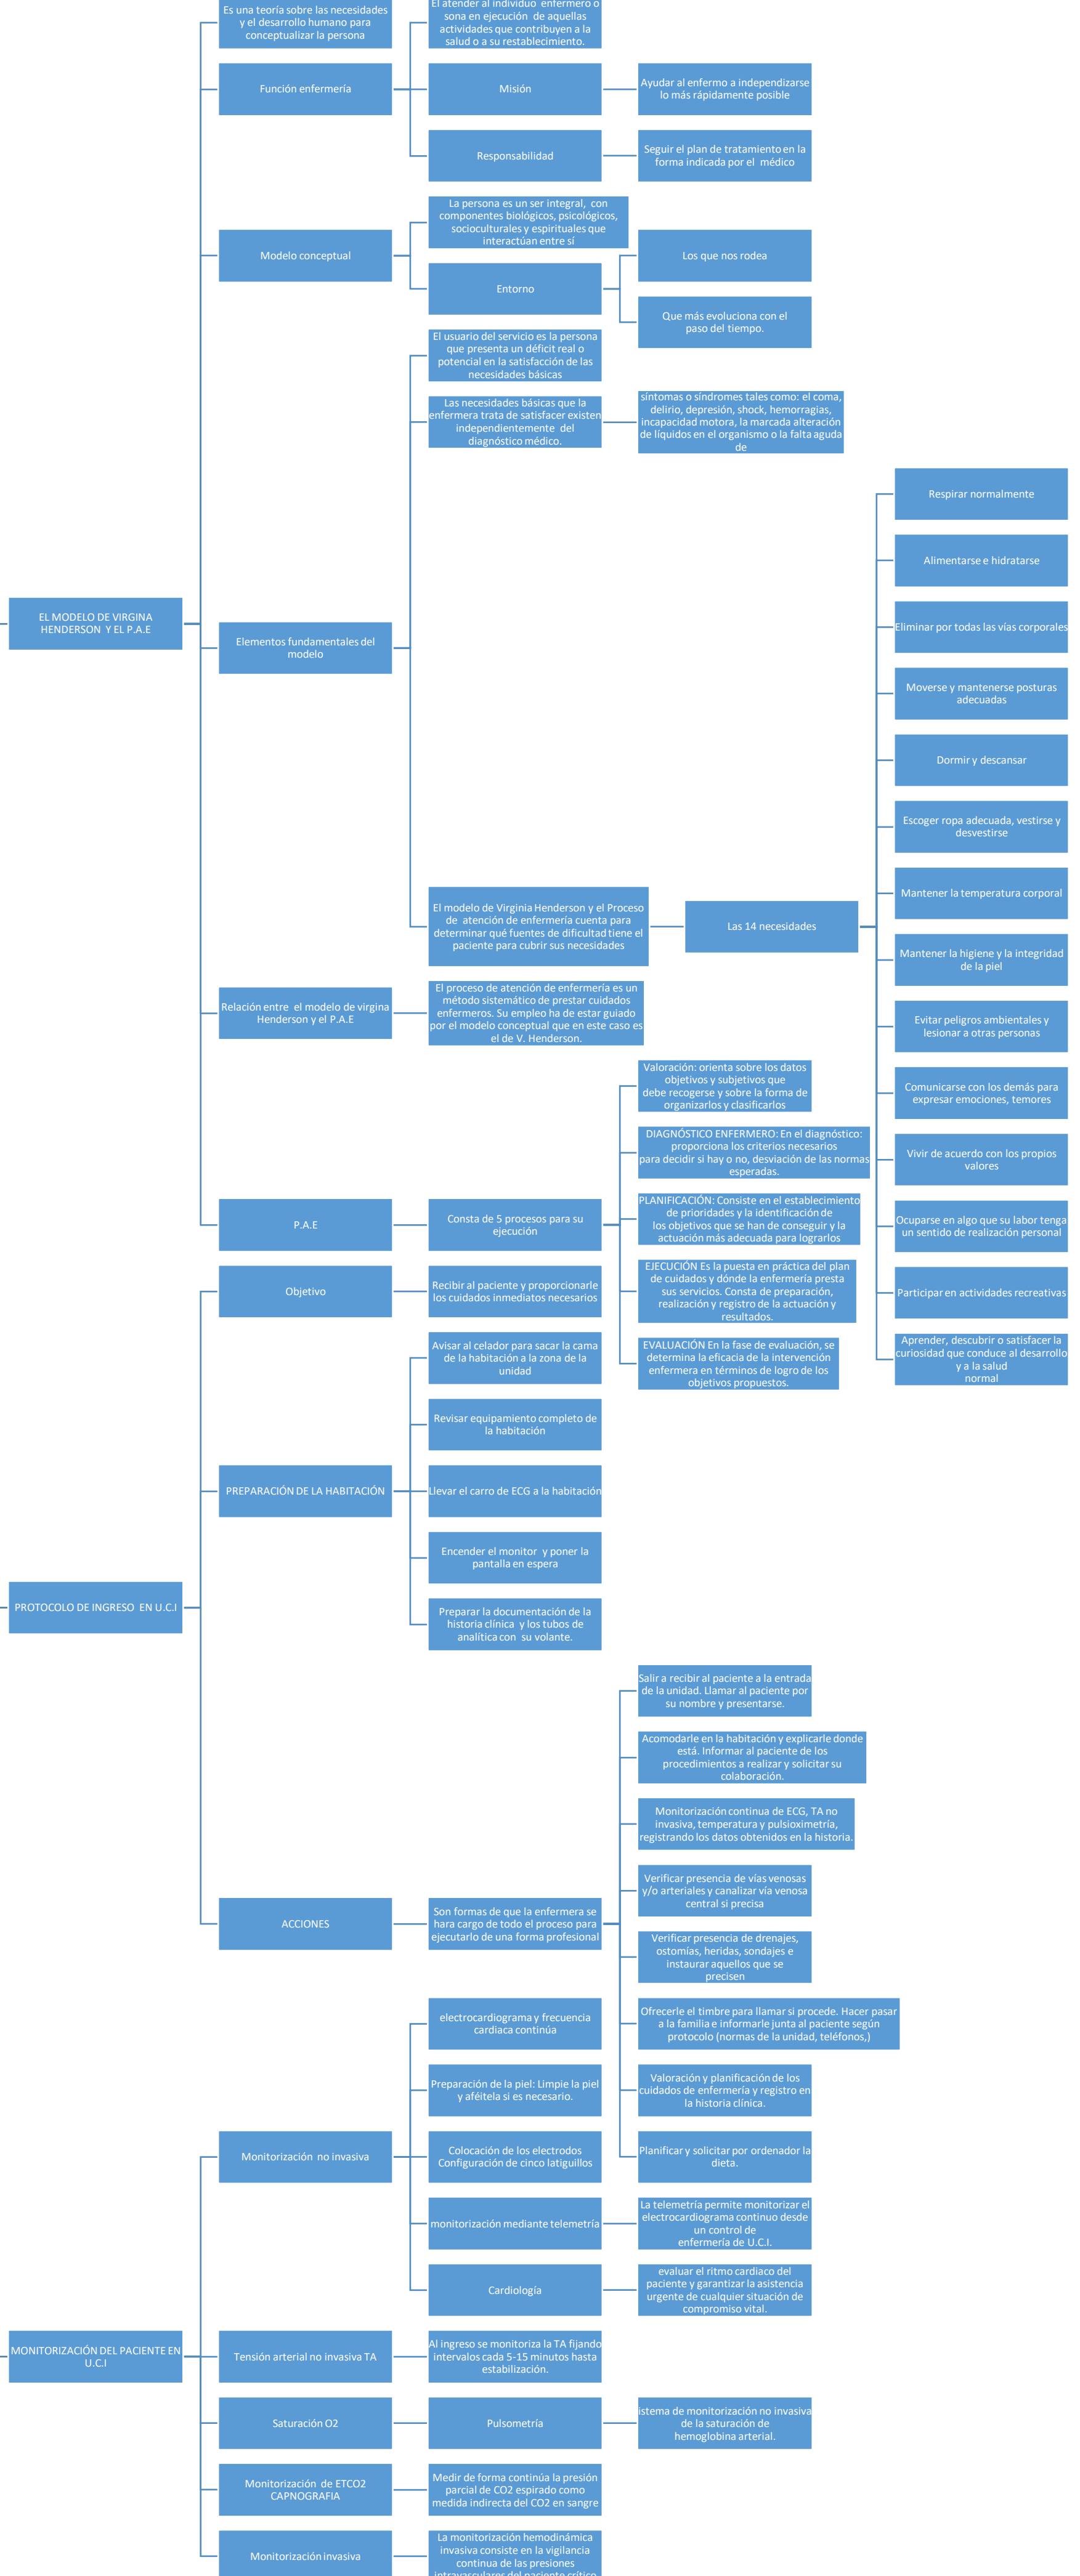 Es una teoría sobre las necesidades
y el desarrollo humano para
conceptualizar la persona
El atender al individuo enfermero o
sona en ejecución de aquellas
actividades que contribuyen a la
salud o a su restablecimiento.
Función enfermería
Misión
Ayudar al enfermo a independizarse
lo más rápidamente posible
Responsabilidad
Seguir el plan de tratamiento en la
forma indicada por el médico
La persona es un ser integral, con
componentes biológicos, psicológicos,
socioculturales y espirituales que
interactúan entre sí
Modelo conceptual
Los que nos rodea
Entorno
Que más evoluciona con el
paso del tiempo.
El usuario del servicio es la persona
que presenta un déficit real o
potencial en la satisfacción de las
necesidades básicas
Las necesidades básicas que la
enfermera trata de satisfacer existen
independientemente del
diagnóstico médico.
síntomas o síndromes tales como: el coma,
delirio, depresión, shock, hemorragias,
incapacidad motora, la marcada alteración
de líquidos en el organismo o la falta aguda
de
EL MODELO DE VIRGINA
HENDERSON Y EL P.A.E
Elementos fundamentales del
modelo
El modelo de Virginia Henderson y el Proceso
de atención de enfermería cuenta para
determinar qué fuentes de dificultad tiene el
paciente para cubrir sus necesidades
Las 14 necesidades
Respirar normalmente
Alimentarse e hidratarse
Eliminar por todas las vías corporales
Moverse y mantenerse posturas
adecuadas
Dormir y descansar
Escoger ropa adecuada, vestirse y
desvestirse
Mantener la temperatura corporal
Mantener la higiene y la integridad
de la piel
Evitar peligros ambientales y
lesionar a otras personas
Comunicarse con los demás para
expresar emociones, temores
Vivir de acuerdo con los propios
valores
Ocuparse en algo que su labor tenga
un sentido de realización personal
Participar en actividades recreativas
Aprender, descubrir o satisfacer la
curiosidad que conduce al desarrollo
y a la salud
normal
Relación entre el modelo de virgina
Henderson y el P.A.E
El proceso de atención de enfermería es un
método sistemático de prestar cuidados
enfermeros. Su empleo ha de estar guiado
por el modelo conceptual que en este caso es
el de V. Henderson.
P.A.E
Consta de 5 procesos para su
ejecución
Valoración: orienta sobre los datos
objetivos y subjetivos que
debe recogerse y sobre la forma de
organizarlos y clasificarlos
DIAGNÓSTICO ENFERMERO: En el diagnóstico:
proporciona los criterios necesarios
para decidir si hay o no, desviación de las normas
esperadas.
PLANIFICACIÓN: Consiste en el establecimiento
de prioridades y la identificación de
los objetivos que se han de conseguir y la
actuación más adecuada para lograrlos
EJECUCIÓN Es la puesta en práctica del plan
de cuidados y dónde la enfermería presta
sus servicios. Consta de preparación,
realización y registro de la actuación y
resultados.
EVALUACIÓN En la fase de evaluación, se
determina la eficacia de la intervención
enfermera en términos de logro de los
objetivos propuestos.
PROTOCOLO DE INGRESO EN U.C.I
Objetivo
Recibir al paciente y proporcionarle
los cuidados inmediatos necesarios
PREPARACIÓN DE LA HABITACIÓN
Avisar al celador para sacar la cama
de la habitación a la zona de la
unidad
Revisar equipamiento completo de
la habitación
Llevar el carro de ECG a la habitación
Encender el monitor y poner la
pantalla en espera
Preparar la documentación de la
historia clínica y los tubos de
analítica con su volante.
ACCIONES
Son formas de que la enfermera se
hara cargo de todo el proceso para
ejecutarlo de una forma profesional
Salir a recibir al paciente a la entrada
de la unidad. Llamar al paciente por
su nombre y presentarse.
Acomodarle en la habitación y explicarle donde
está. Informar al paciente de los
procedimientos a realizar y solicitar su
colaboración.
Monitorización continua de ECG, TA no
invasiva, temperatura y pulsioximetría,
registrando los datos obtenidos en la historia.
Verificar presencia de vías venosas
y/o arteriales y canalizar vía venosa
central si precisa
Verificar presencia de drenajes,
ostomías, heridas, sondajes e
instaurar aquellos que se
precisen
Ofrecerle el timbre para llamar si procede. Hacer pasar
a la familia e informarle junta al paciente según
protocolo (normas de la unidad, teléfonos,)
Valoración y planificación de los
cuidados de enfermería y registro en
la historia clínica.
Planificar y solicitar por ordenador la
dieta.
MONITORIZACIÓN DEL PACIENTE EN
U.C.I
Monitorización no invasiva
electrocardiograma y frecuencia
cardiaca continúa
Preparación de la piel: Limpie la piel
y aféitela si es necesario.
Colocación de los electrodos
Configuración de cinco latiguillos
monitorización mediante telemetría
La telemetría permite monitorizar el
electrocardiograma continuo desde
un control de
enfermería de U.C.I.
Cardiología
evaluar el ritmo cardiaco del
paciente y garantizar la asistencia
urgente de cualquier situación de
compromiso vital.
Tensión arterial no invasiva TA
Al ingreso se monitoriza la TA fijando
intervalos cada 5-15 minutos hasta
estabilización.
Saturación O2
Pulsometría
istema de monitorización no invasiva
de la saturación de
hemoglobina arterial.
Monitorización de ETCO2
CAPNOGRAFIA
Medir de forma continúa la presión
parcial de CO2 espirado como
medida indirecta del CO2 en sangre
Monitorización invasiva
La monitorización hemodinámica
invasiva consiste en la vigilancia
continua de las presiones
intravasculares del paciente crítico